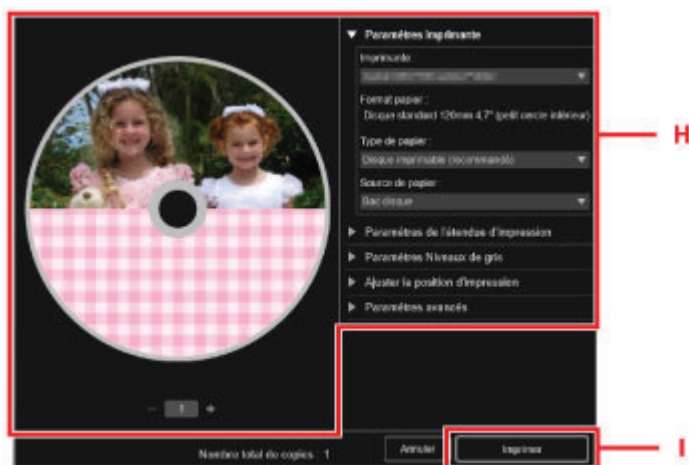 Paramètres Imprimante
Imprimante :
Format papier :
Disque standard 120mm 4,7" (petit cercle intérieur)
H
Type de papier :
Disque imprimable (recommandé)
Source de papier :
Bac disque
Paramètres de l'étendue d'impression
Paramètres Niveaux de gris
Ajuster la position d'impression
Paramètres avancés
- 1 +
Nombre total de copies : 1
Annuler
Imprimer
I